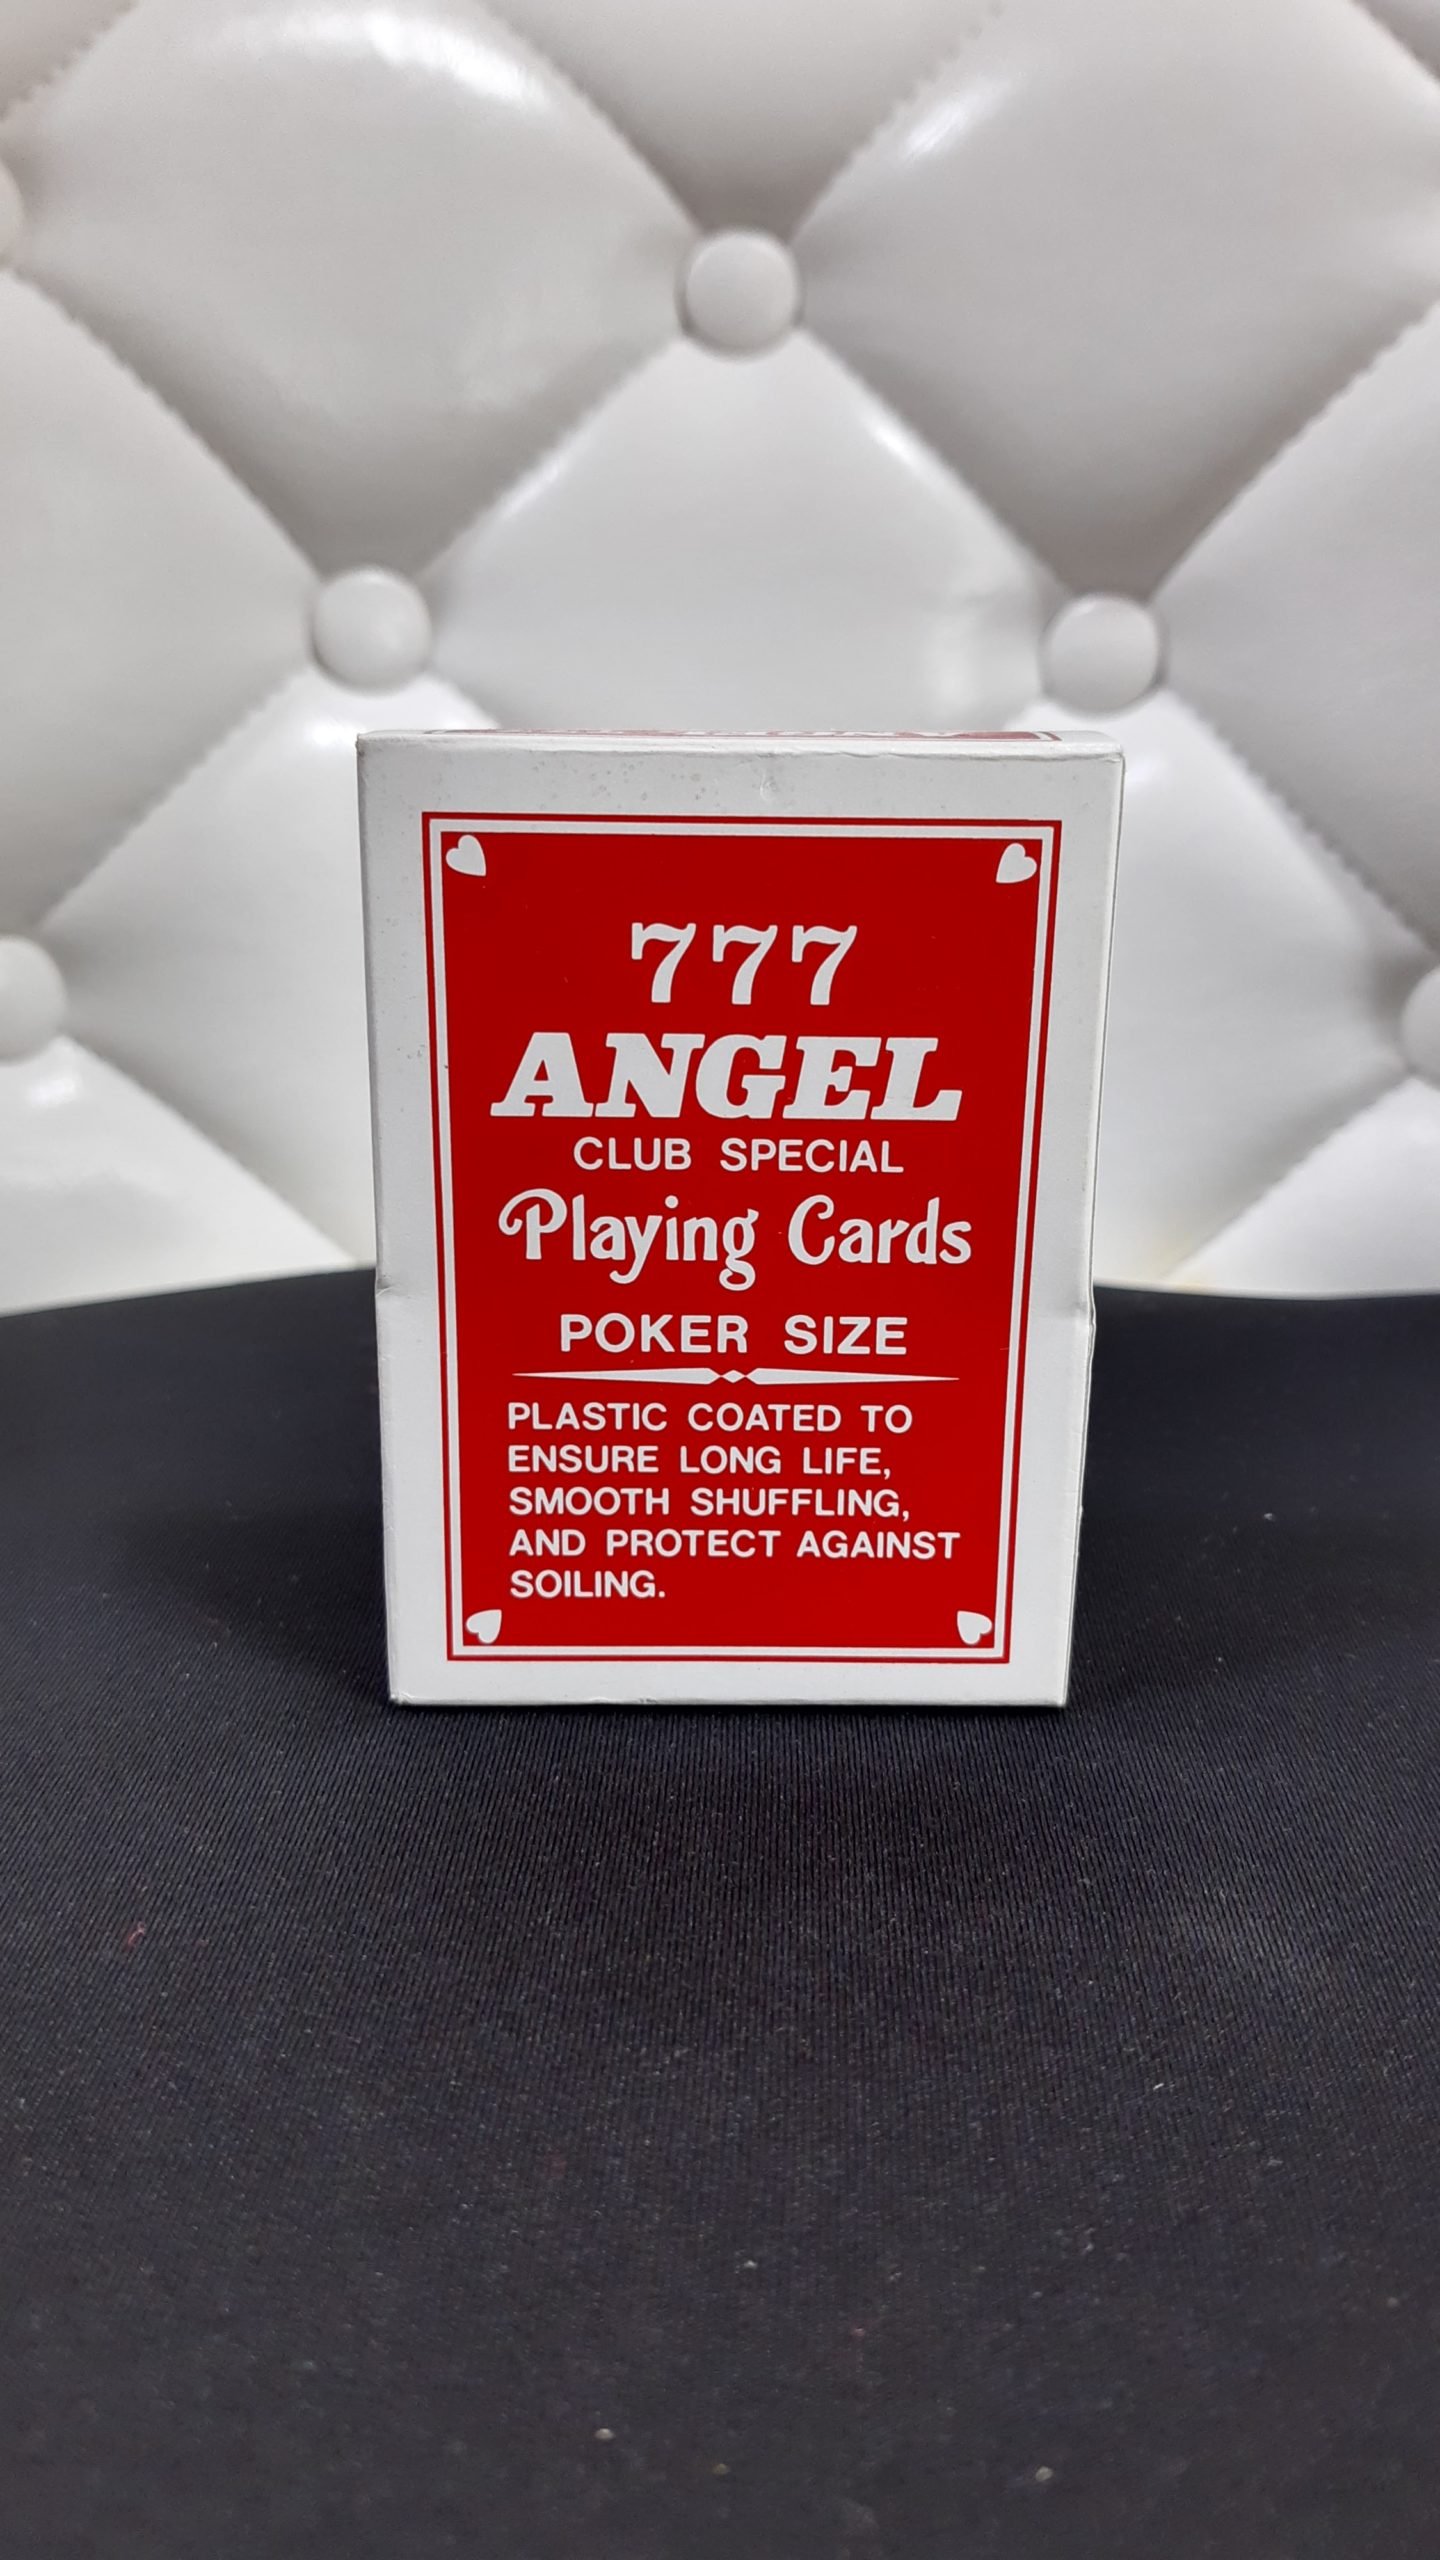 777
ANGEL
CLUB SPECIAL
Playing Cards
POKER SIZE
PLASTIC COATED TO
ENSURE LONG LIFE,
SMOOTH SHUFFLING,
AND PROTECT AGAINST
SOILING.